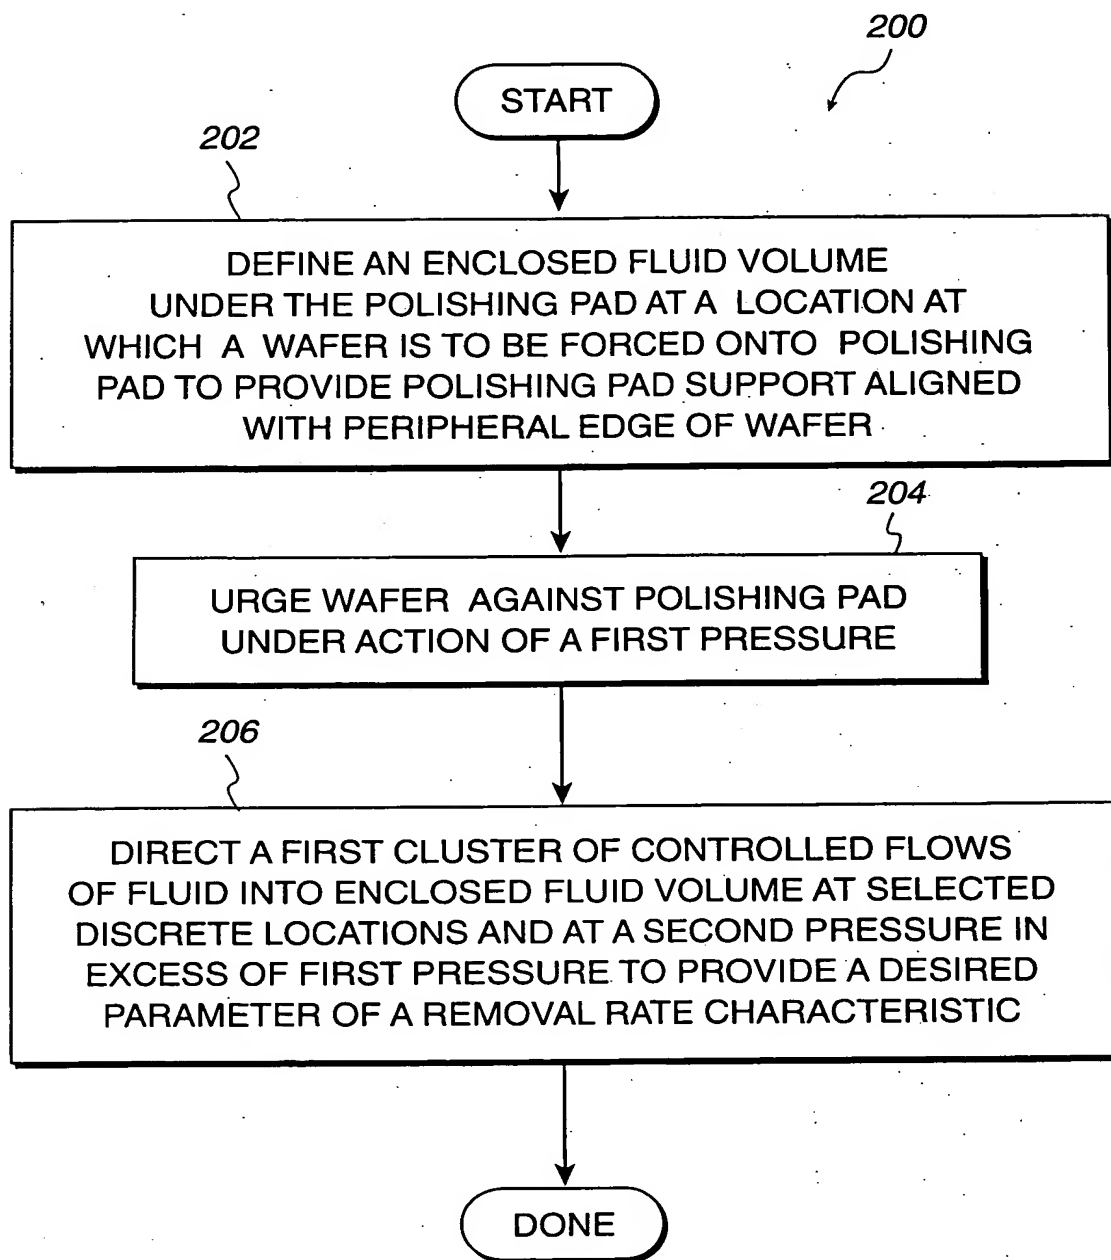 200
START
202
DEFINE AN ENCLOSED FLUID VOLUME
UNDER THE POLISHING PAD AT A LOCATION AT
WHICH A WAFER IS TO BE FORCED ONTO POLISHING
PAD TO PROVIDE POLISHING PAD SUPPORT ALIGNED
WITH PERIPHERAL EDGE OF WAFER
204
URGE WAFER AGAINST POLISHING PAD
UNDER ACTION OF A FIRST PRESSURE
206
DIRECT A FIRST CLUSTER OF CONTROLLED FLOWS
OF FLUID INTO ENCLOSED FLUID VOLUME AT SELECTED
DISCRETE LOCATIONS AND AT A SECOND PRESSURE IN
EXCESS OF FIRST PRESSURE TO PROVIDE A DESIRED
PARAMETER OF A REMOVAL RATE CHARACTERISTIC
DONE